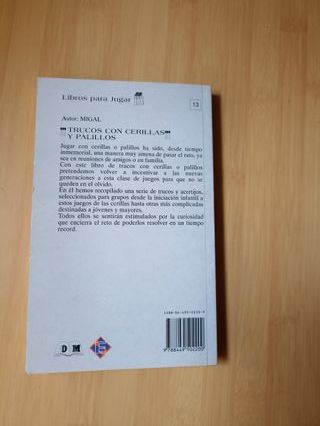 Libros para Jugar
13
Autor: MIGAL
TRUCOS CON CERILLAS
Y PALILLOS
Jugar con cerillas o palillos ha sido, desde tiempo
inmemorial, una manera muy amena de pasar el rato, ya
sea en reuniones de amigos o en familia.
Con este libro de trucos con cerillas o palillos
pretendemos volver a incentivar a las nuevas
generaciones a esta clase de juegos para que no se
queden en el olvido.
En él hemos recopilado una serie de trucos y acertijos,
seleccionados para grupos desde la iniciación infantil a
estos juegos de las cerillas hasta otras más complicadas
destinadas a jóvenes y mayores.
Todos ellos se sentirán estimulados por la curiosidad
que encierra el reto de poderlos resolver en un tiempo
record.
D M